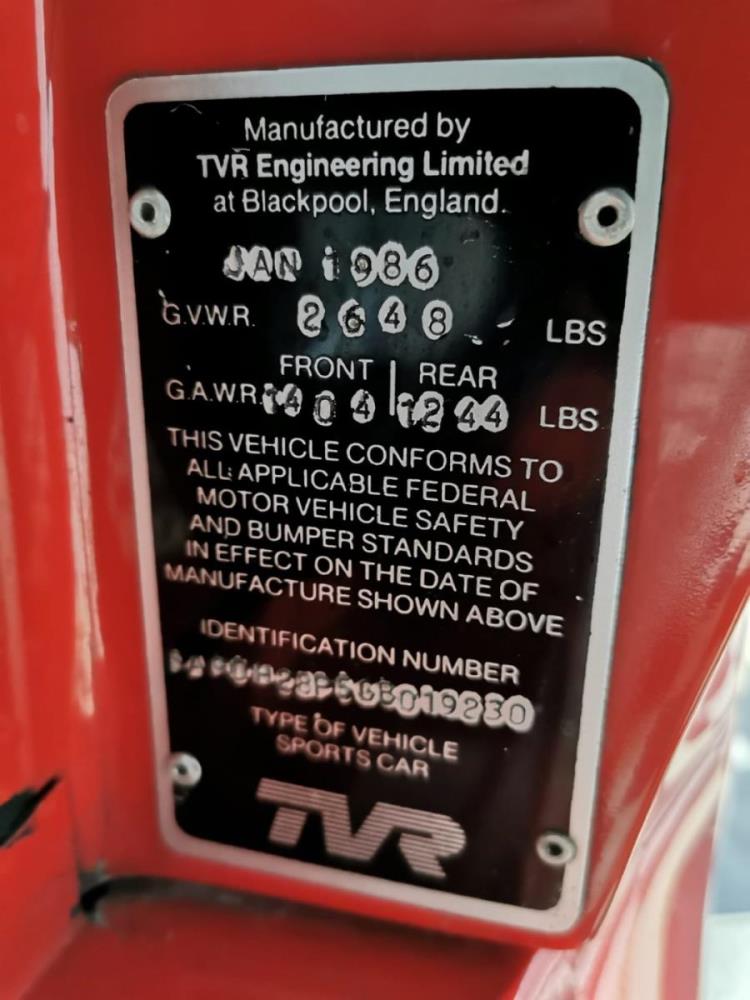 Manufactured by
TVR Engineering Limited
at Blackpool, England.
JAN 1986
G.V.W.R. 2648 LBS
FRONT | REAR
G.A.W.R. 1404 1244 LBS
THIS VEHICLE CONFORMS TO
ALL APPLICABLE FEDERAL
MOTOR VEHICLE SAFETY
AND BUMPER STANDARDS
IN EFFECT ON THE DATE OF
MANUFACTURE SHOWN ABOVE
IDENTIFICATION NUMBER
TYPE OF VEHICLE
SPORTS CAR
TVR